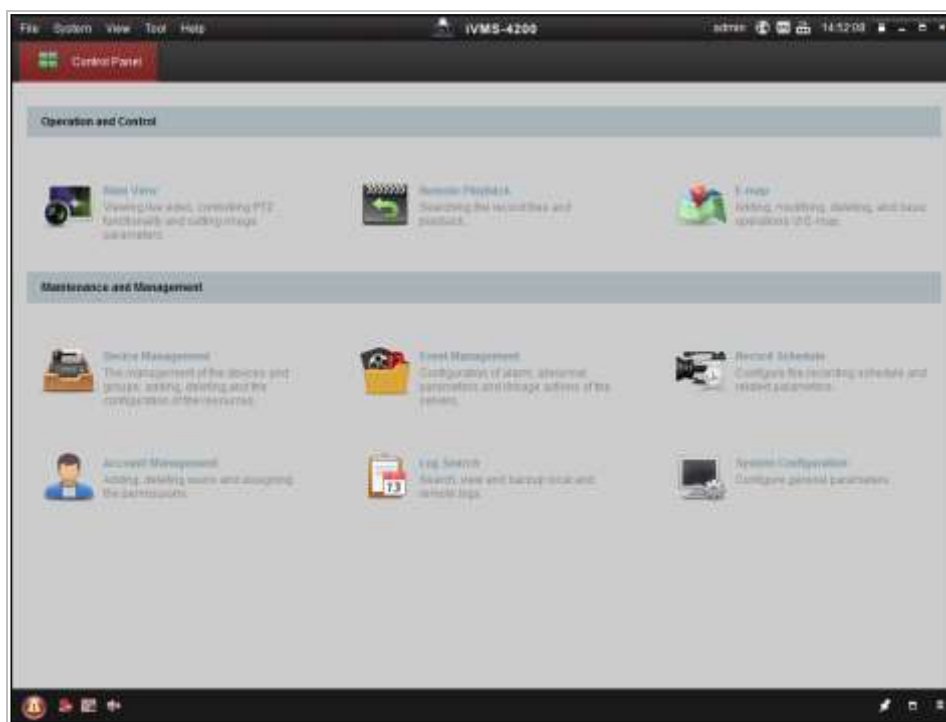 File System View Tool Help
iVMS-4200
admin
14:52:08
Control Panel
Operation and Control
Main View
Viewing live video, controlling PTZ
functionality and setting image
parameters.
Remote Playback
Searching the record files and
playback.
E-map
Adding, modifying, deleting, and basic
operations of E-map.
Maintenance and Management
Device Management
The management of the devices and
groups: adding, deleting and the
configuration of the resources.
Event Management
Configuration of alarm, abnormal
parameters and linkage actions of the
servers.
Record Schedule
Configure the recording schedule and
related parameters.
Account Management
Adding, deleting users and assigning
the permissions.
Log Search
Search, view and backup local and
remote logs.
System Configuration
Configure general parameters.